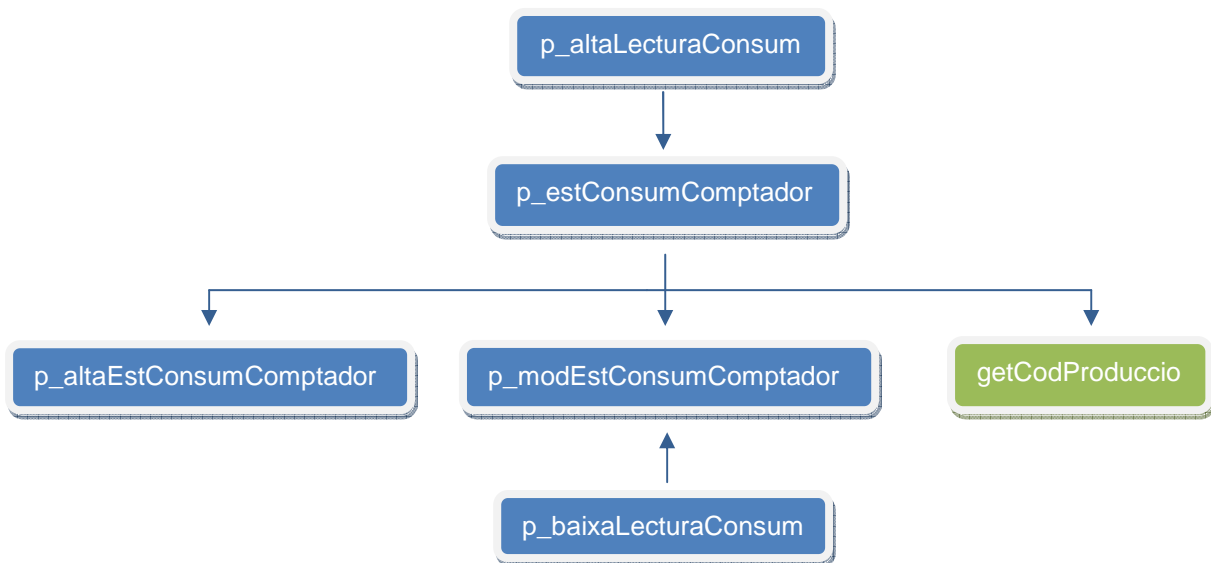 p_altaLecturaConsum
p_estConsumComptador
p_altaEstConsumComptador
p_modEstConsumComptador
getCodProduccio
p_baixaLecturaConsum